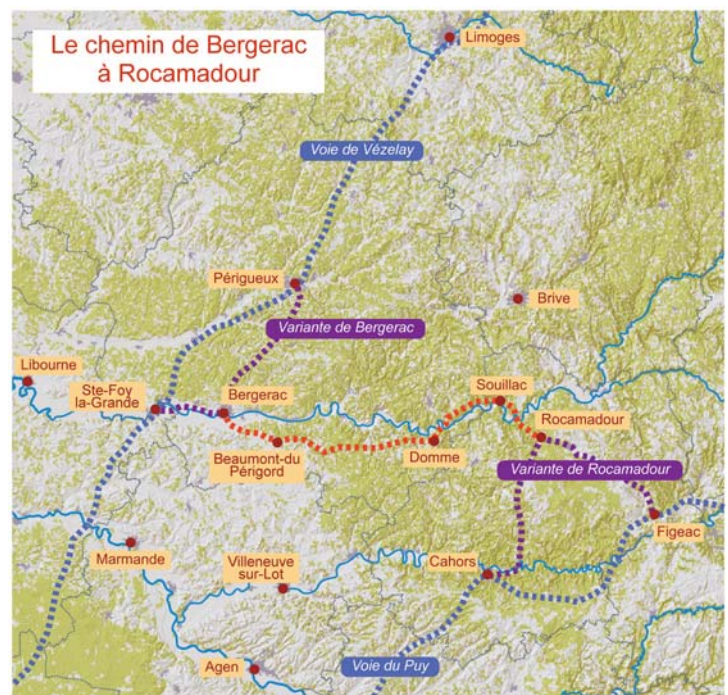 Le chemin de Bergerac
à Rocamadour
Limoges
Voie de Vézelay
Périgueux
Brive
Variante de Bergerac
Libourne
Ste-Foy
la-Grande
Bergerac
Souillac
Rocamadour
Beaumont-du
Périgord
Domme
Variante de Rocamadour
Figeac
Marmande
Villeneuve
sur-Lot
Cahors
Agen
Voie du Puy